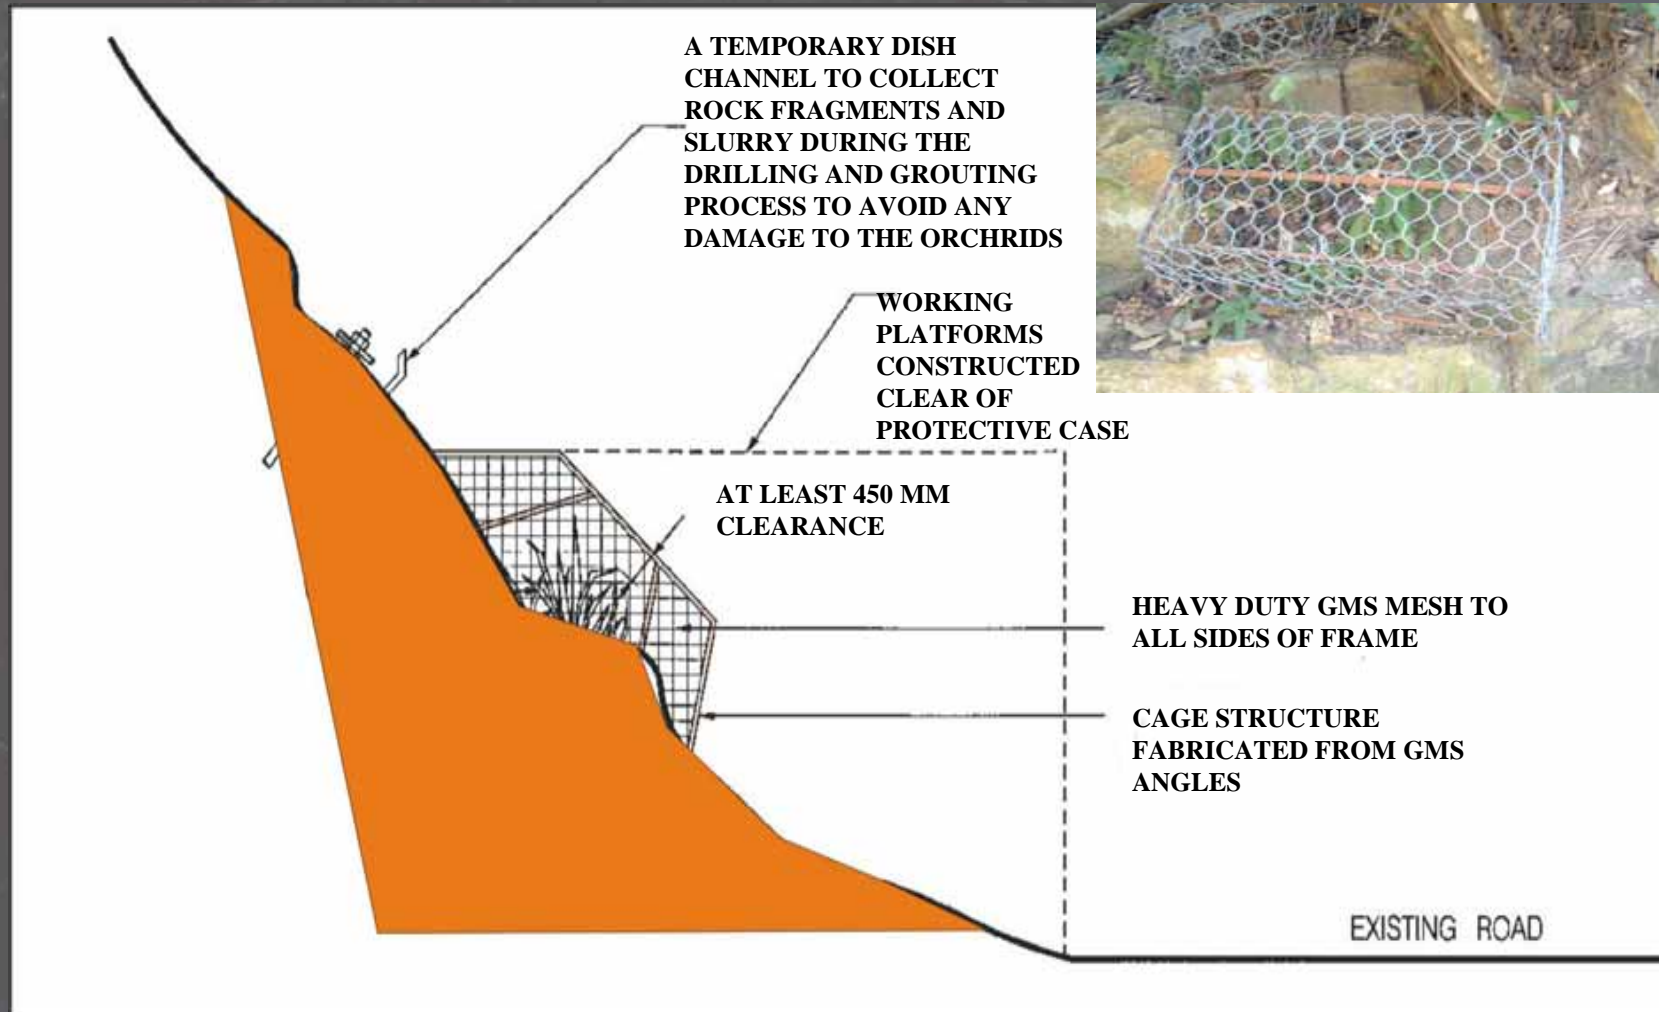 A TEMPORARY DISH
CHANNEL TO COLLECT
ROCK FRAGMENTS AND
SLURRY DURING THE
DRILLING AND GROUTING
PROCESS TO AVOID ANY
DAMAGE TO THE ORCHRIDS
WORKING
PLATFORMS
CONSTRUCTED
CLEAR OF
PROTECTIVE CASE
AT LEAST 450 MM
CLEARANCE
HEAVY DUTY GMS MESH TO
ALL SIDES OF FRAME
CAGE STRUCTURE
FABRICATED FROM GMS
ANGLES
EXISTING ROAD